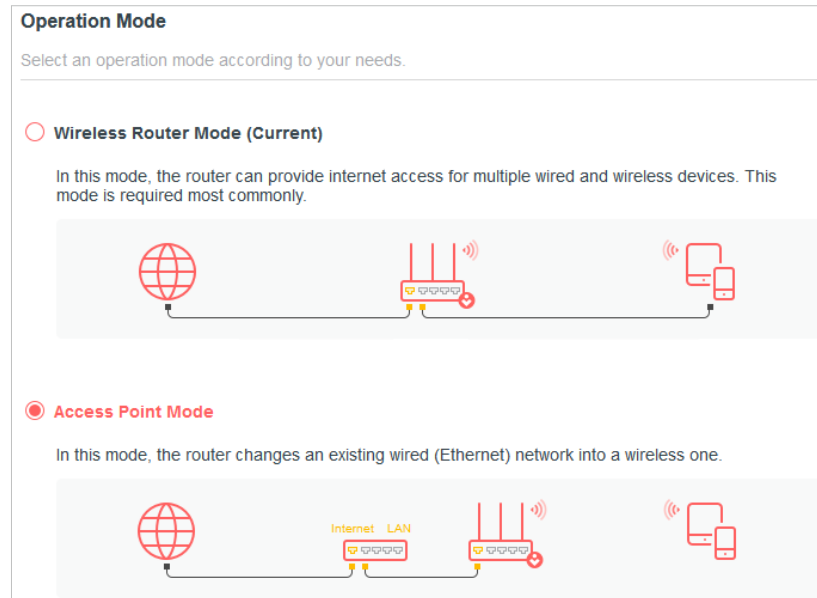 Operation Mode
Select an operation mode according to your needs.
Wireless Router Mode (Current)
In this mode, the router can provide internet access for multiple wired and wireless devices. This
mode is required most commonly.
Access Point Mode
In this mode, the router changes an existing wired (Ethernet) network into a wireless one.
Internet LAN